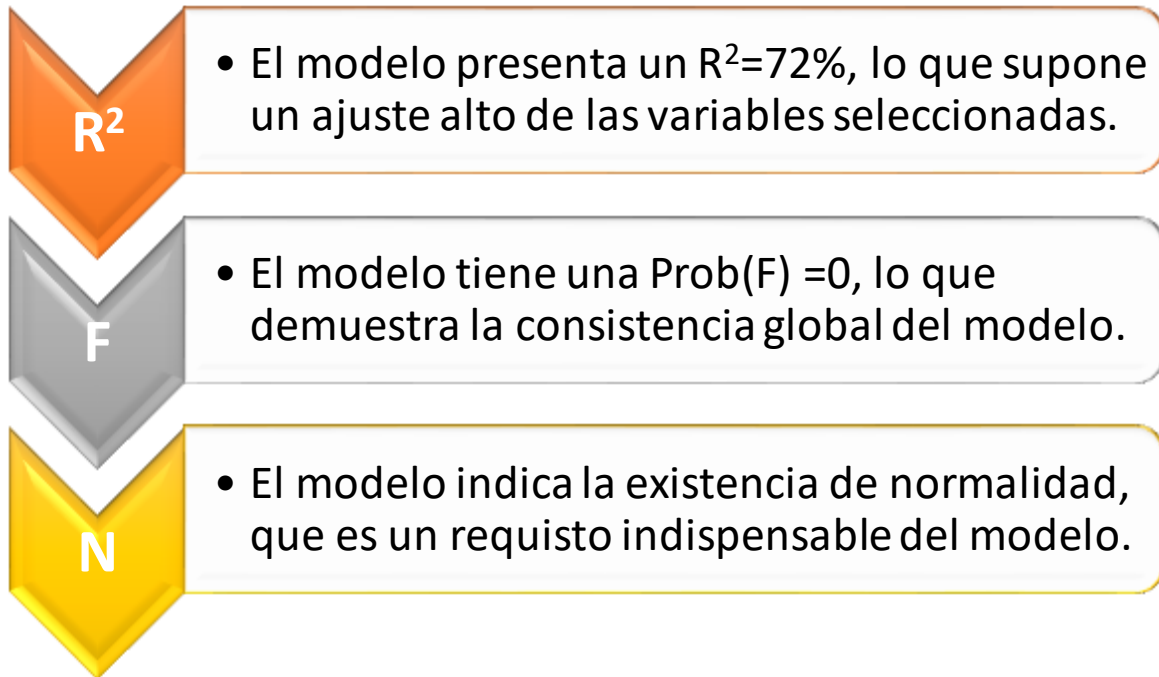 R²
• El modelo presenta un R²=72%, lo que supone
un ajuste alto de las variables seleccionadas.
F
• El modelo tiene una Prob(F) =0, lo que
demuestra la consistencia global del modelo.
N
• El modelo indica la existencia de normalidad,
que es un requisto indispensable del modelo.